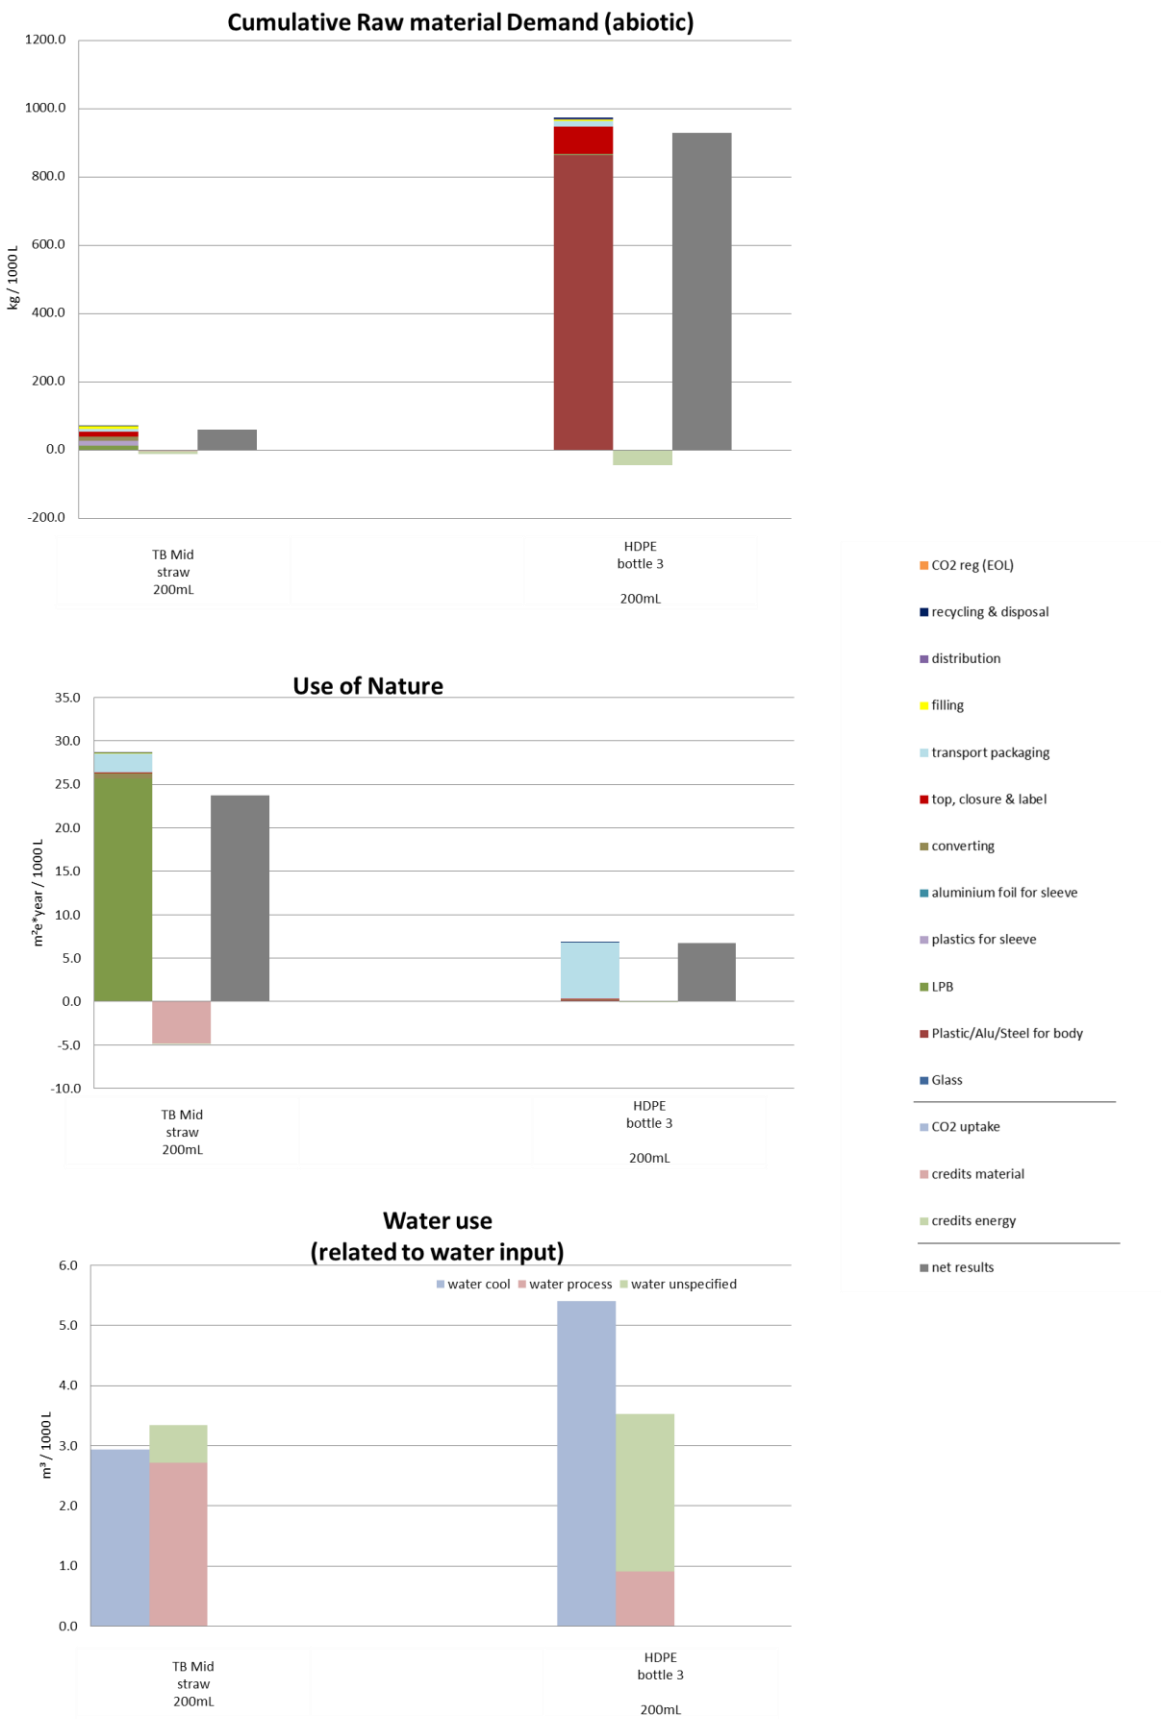 Cumulative Raw material Demand (abiotic)
1200.0
1000.0
800.0
600.0
400.0
200.0
0.0
-200.0
kg / 1000 L
TB Mid
straw
200mL
HDPE
bottle 3
200mL
Use of Nature
35.0
30.0
25.0
20.0
15.0
10.0
5.0
0.0
-5.0
-10.0
m²e*year / 1000 L
TB Mid
straw
200mL
HDPE
bottle 3
200mL
Water use
(related to water input)
water cool water process water unspecified
6.0
5.0
4.0
3.0
2.0
1.0
0.0
m³ / 1000 L
TB Mid
straw
200mL
HDPE
bottle 3
200mL
CO2 reg (EOL)
recycling & disposal
distribution
filling
transport packaging
top, closure & label
converting
aluminium foil for sleeve
plastics for sleeve
LPB
Plastic/Alu/Steel for body
Glass
CO2 uptake
credits material
credits energy
net results